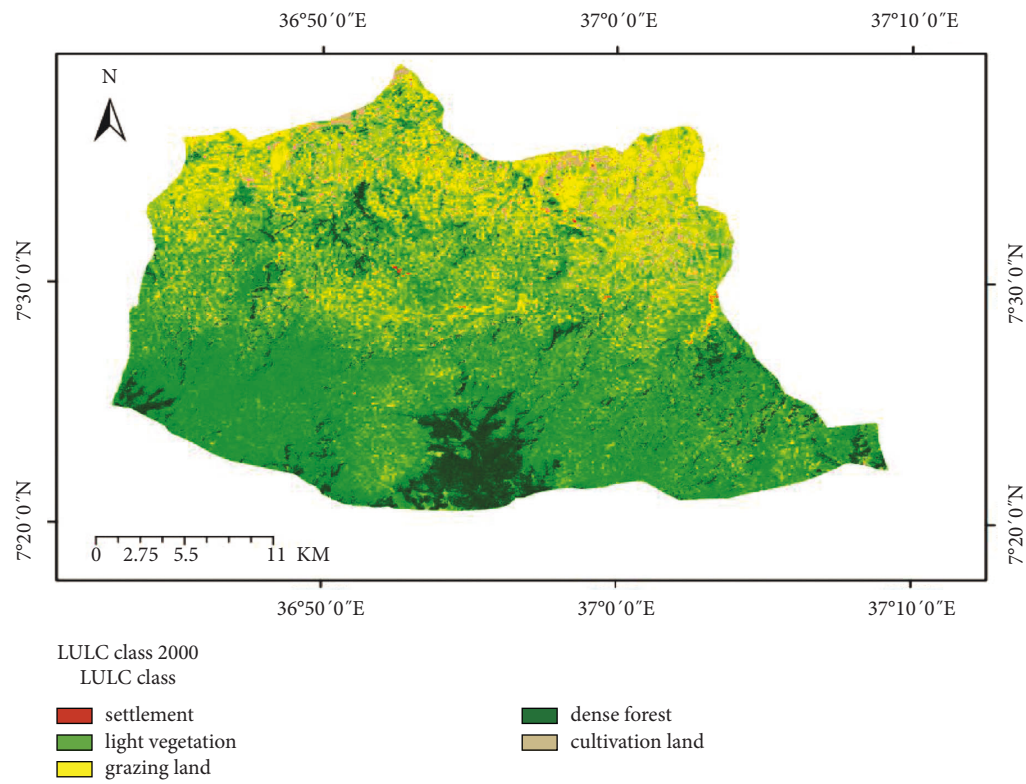 36°50′0″E 37°0′0″E 37°10′0″E
N
7°30′0″N 7°30′0″N
7°20′0″N 7°20′0″N
0 2.75 5.5 11 KM
36°50′0″E 37°0′0″E 37°10′0″E
LULC class 2000
LULC class
settlement
light vegetation
grazing land
dense forest
cultivation land